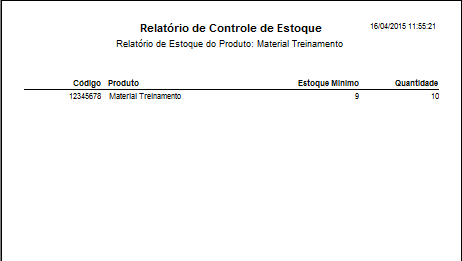 Relatório de Controle de Estoque
16/04/2015 11:55:21
Relatório de Estoque do Produto: Material Treinamento
Código Produto Estoque Mínimo Quantidade
12345678 Material Treinamento 9 10